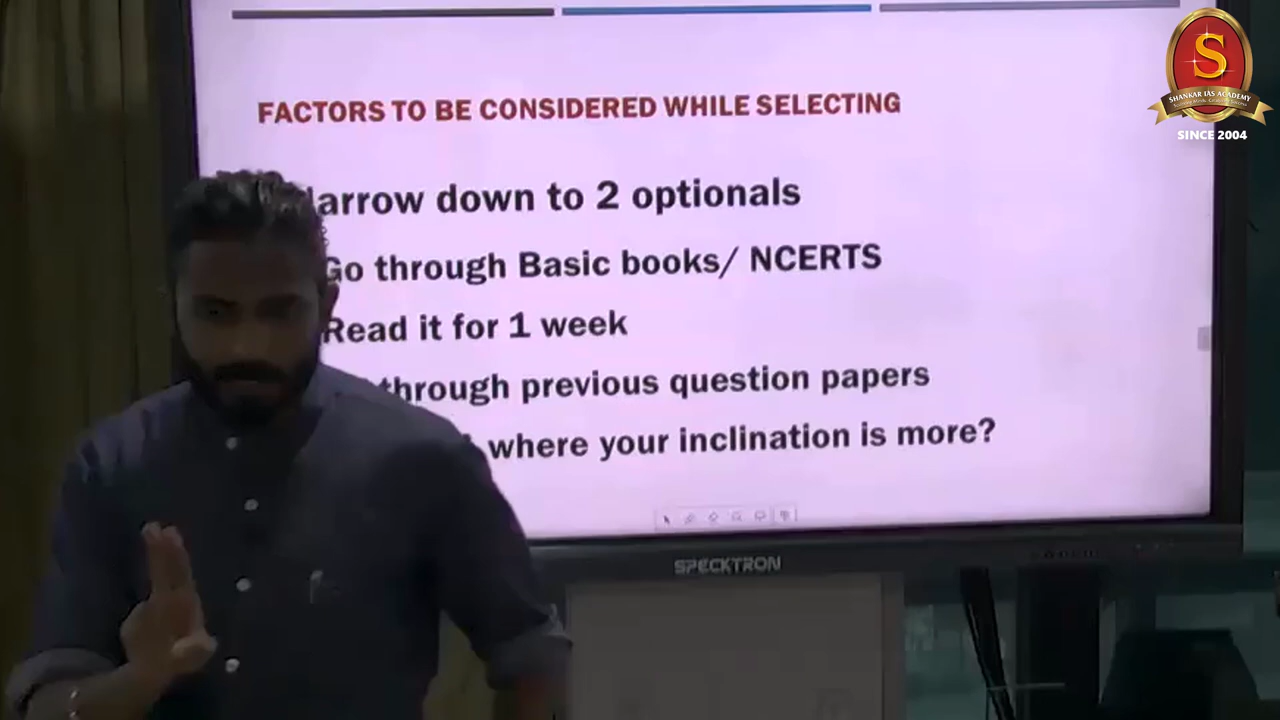 FACTORS TO BE CONSIDERED WHILE SELECTING
arrow down to 2 optionals
Go through Basic books/ NCERTS
Read it for 1 week
through previous question papers
where your inclination is more?
SPECKTRON
S
SHANKAR IAS ACADEMY
SINCE 2004